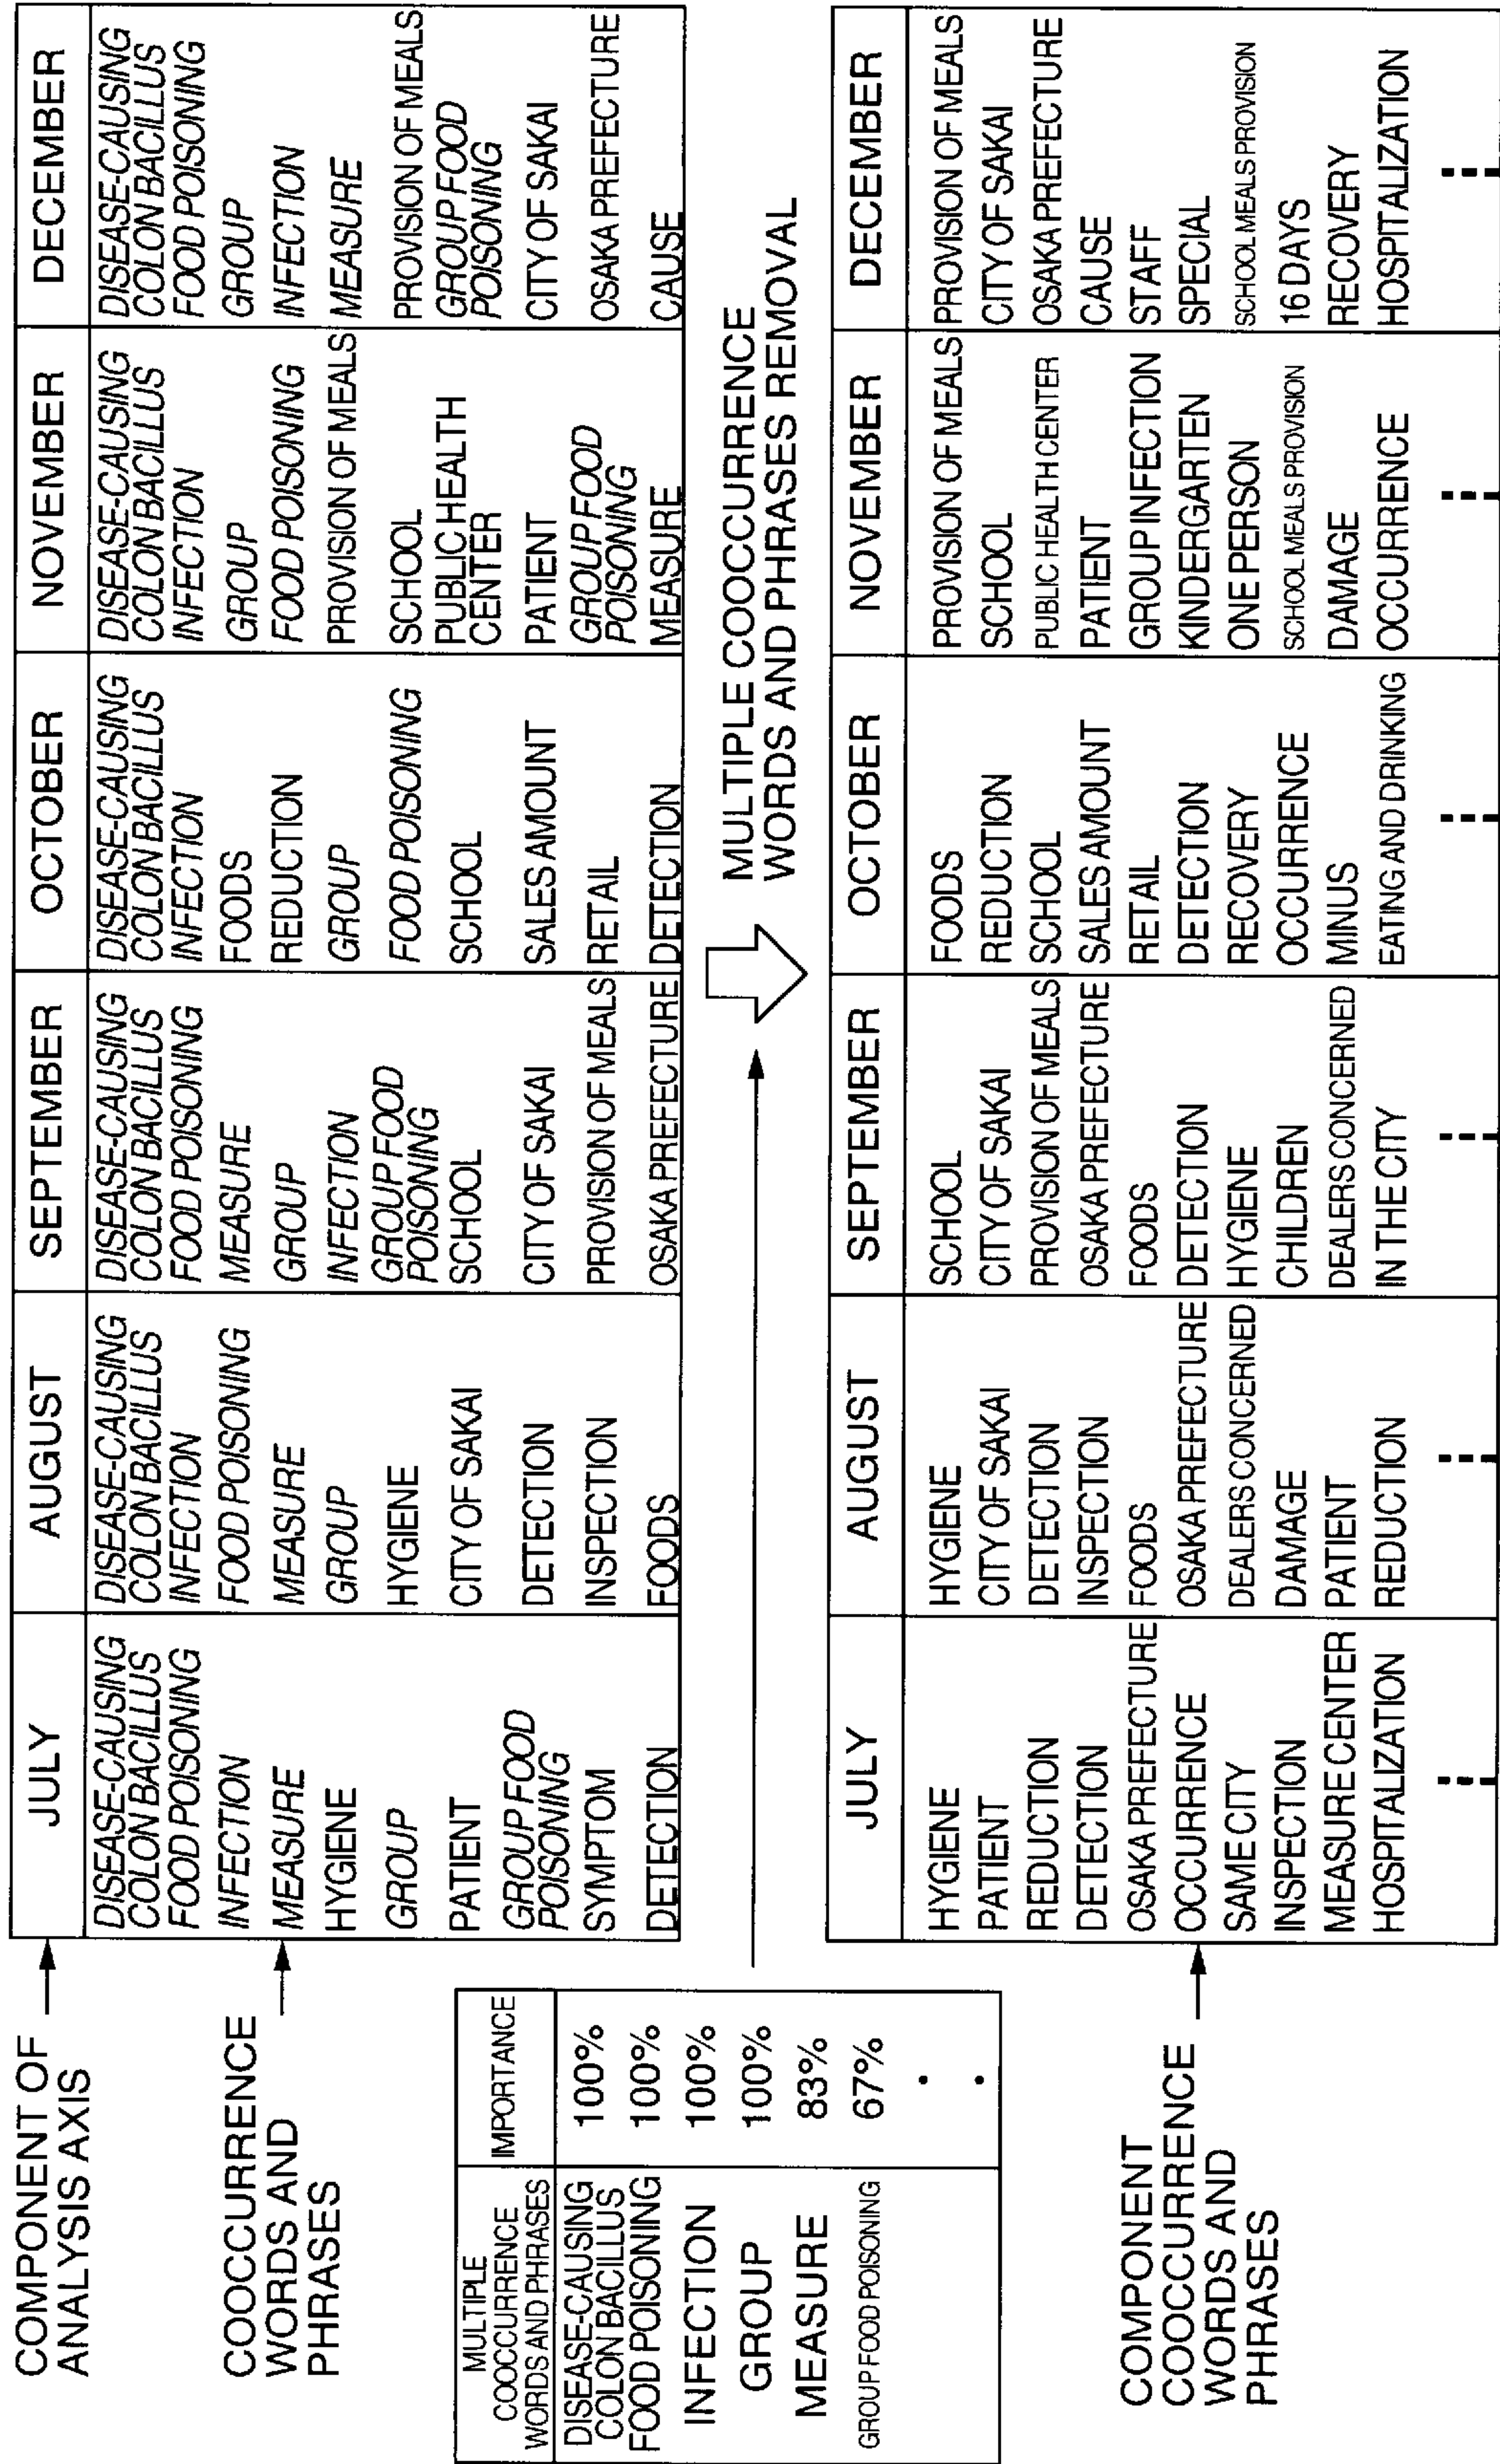 COMPONENT OF
ANALYSIS AXIS
JULY
AUGUST
SEPTEMBER
OCTOBER
NOVEMBER
DECEMBER
COOCCURRENCE
WORDS AND
PHRASES
DISEASE-CAUSING
COLON BACILLUS
FOOD POISONING
INFECTION
MEASURE
HYGIENE
GROUP
PATIENT
GROUP FOOD
POISONING
SYMPTOM
DETECTION
DISEASE-CAUSING
COLON BACILLUS
INFECTION
FOOD POISONING
MEASURE
GROUP
HYGIENE
CITY OF SAKAI
DETECTION
INSPECTION
FOODS
DISEASE-CAUSING
COLON BACILLUS
FOOD POISONING
MEASURE
GROUP
INFECTION
GROUP FOOD
POISONING
SCHOOL
CITY OF SAKAI
PROVISION OF MEALS
OSAKA PREFECTURE
DISEASE-CAUSING
COLON BACILLUS
INFECTION
FOODS
REDUCTION
GROUP
FOOD POISONING
SCHOOL
SALES AMOUNT
RETAIL
DETECTION
DISEASE-CAUSING
COLON BACILLUS
INFECTION
GROUP
FOOD POISONING
PROVISION OF MEALS
SCHOOL
PUBLIC HEALTH
CENTER
PATIENT
GROUP FOOD
POISONING
MEASURE
DISEASE-CAUSING
COLON BACILLUS
FOOD POISONING
GROUP
INFECTION
MEASURE
PROVISION OF MEALS
GROUP FOOD
POISONING
CITY OF SAKAI
OSAKA PREFECTURE
CAUSE
MULTIPLE
COOCCURRENCE
WORDS AND PHRASES
IMPORTANCE
DISEASE-CAUSING
COLON BACILLUS
100%
FOOD POISONING
100%
INFECTION
100%
GROUP
100%
MEASURE
83%
GROUP FOOD POISONING
67%
MULTIPLE COOCCURRENCE
WORDS AND PHRASES REMOVAL
COMPONENT
COOCCURRENCE
WORDS AND
PHRASES
JULY
AUGUST
SEPTEMBER
OCTOBER
NOVEMBER
DECEMBER
HYGIENE
PATIENT
REDUCTION
DETECTION
OSAKA PREFECTURE
OCCURRENCE
SAME CITY
INSPECTION
MEASURE CENTER
HOSPITALIZATION
HYGIENE
CITY OF SAKAI
DETECTION
INSPECTION
FOODS
OSAKA PREFECTURE
DEALERS CONCERNED
DAMAGE
PATIENT
REDUCTION
SCHOOL
CITY OF SAKAI
PROVISION OF MEALS
OSAKA PREFECTURE
FOODS
DETECTION
HYGIENE
CHILDREN
DEALERS CONCERNED
IN THE CITY
FOODS
REDUCTION
SCHOOL
SALES AMOUNT
RETAIL
DETECTION
RECOVERY
OCCURRENCE
MINUS
EATING AND DRINKING
PROVISION OF MEALS
SCHOOL
PUBLIC HEALTH CENTER
PATIENT
GROUP INFECTION
KINDERGARTEN
ONE PERSON
SCHOOL MEALS PROVISION
DAMAGE
OCCURRENCE
PROVISION OF MEALS
CITY OF SAKAI
OSAKA PREFECTURE
CAUSE
STAFF
SPECIAL
SCHOOL MEALS PROVISION
16 DAYS
RECOVERY
HOSPITALIZATION